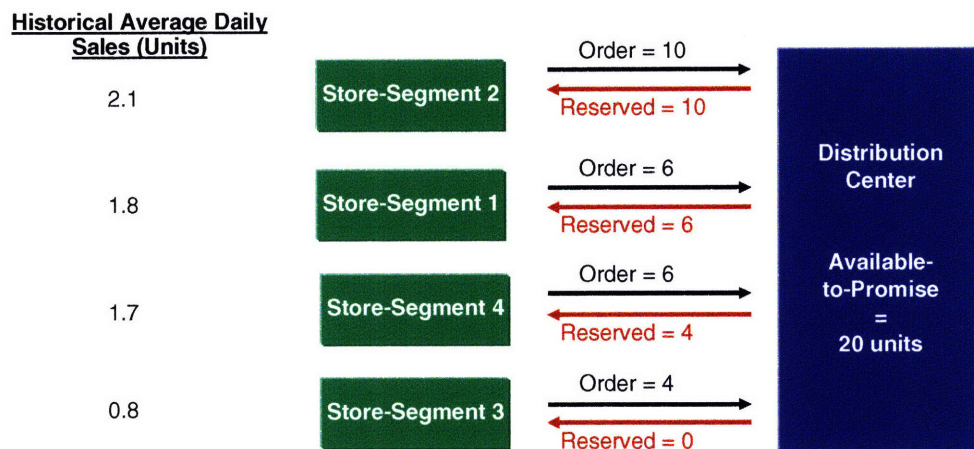 Historical Average Daily
Sales (Units)
2.1
Store-Segment 2
Order = 10
Reserved = 10
1.8
Store-Segment 1
Order = 6
Reserved = 6
1.7
Store-Segment 4
Order = 6
Reserved = 4
0.8
Store-Segment 3
Order = 4
Reserved = 0
Distribution
Center
Available-
to-Promise
=
20 units